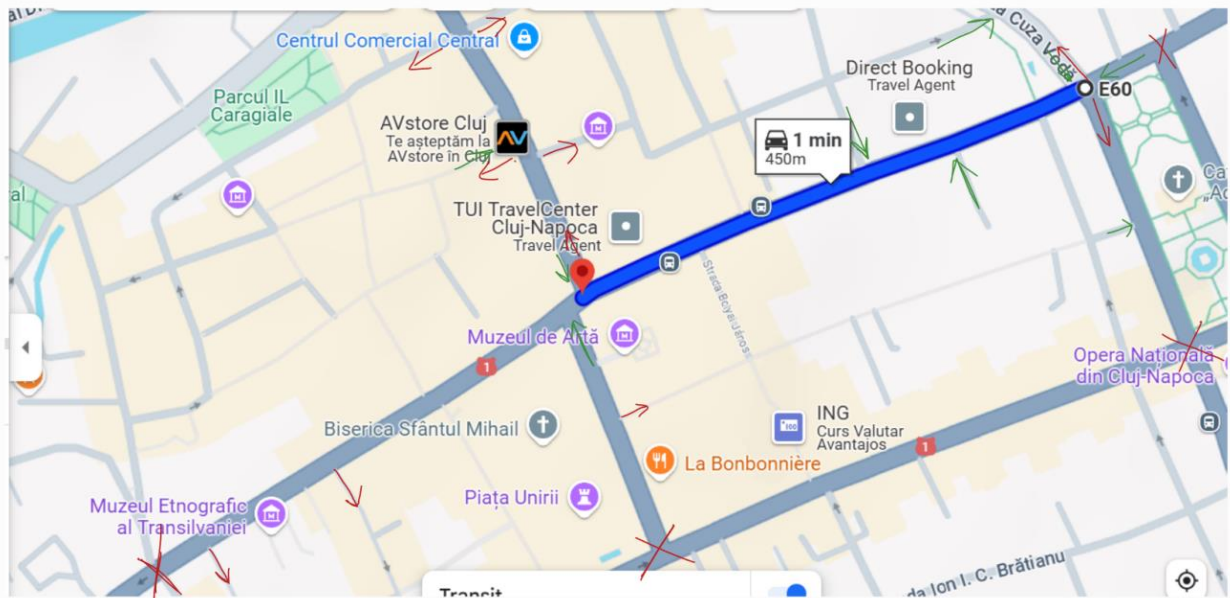 Centrul Comercial Central
Parcul IL
Caragiale
AVstore Cluj
Te așteptăm la
AVstore în Cluj
AV
a Cuza Vodă
E60
Direct Booking
Travel Agent
1 min
450m
TUI TravelCenter
Cluj-Napoca
Travel Agent
Strada Bolyai János
Muzeul de Artă
1
Opera Națională
din Cluj-Napoca
Biserica Sfântul Mihail
ING
Curs Valutar
Avantajos
1
La Bonbonnière
Piața Unirii
Muzeul Etnografic
al Transilvaniei
da Ion I. C. Brătianu
Transit